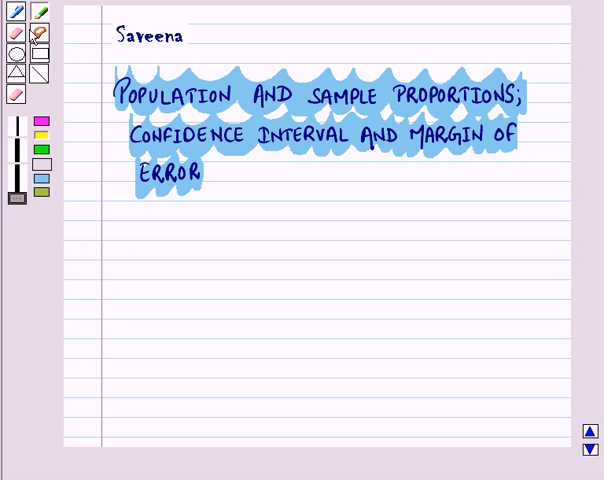 Saveena
POPULATION AND SAMPLE PROPORTIONS;
CONFIDENCE INTERVAL AND MARGIN OF
ERROR